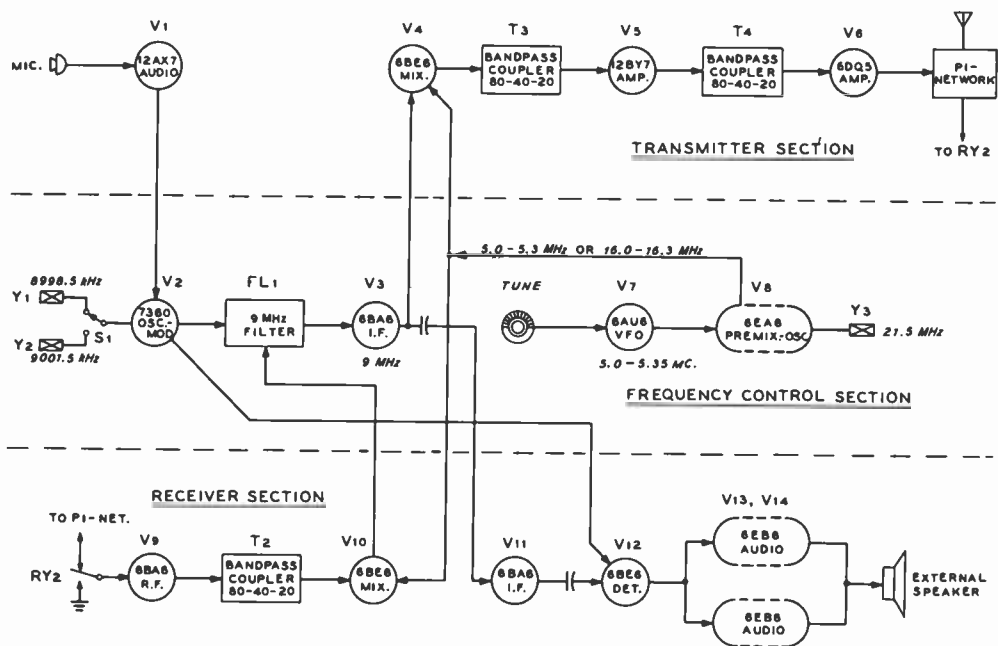 V1
12AX7
AUDIO
MIC.
V4
6BE6
MIX.
T3
BANDPASS
COUPLER
80-40-20
V5
12BY7
AMP.
T4
BANDPASS
COUPLER
80-40-20
V6
6DQ5
AMP.
PI-
NETWORK
TO RY2
TRANSMITTER SECTION
8998.5 kHz
Y1
Y2
9001.5 kHz
S1
V2
7360
OSC.-
MOD
FL1
9 MHz
FILTER
V3
6BA6
I.F.
9 MHz
5.0-5.3 MHz OR 16.0-16.3 MHz
TUNE
V7
6AU6
VFO
5.0-5.35 MC.
V8
6EA8
PREMIX.-OSC
Y3
21.5 MHz
FREQUENCY CONTROL SECTION
RECEIVER SECTION
TO PI-NET.
RY2
V9
6BA6
R.F.
T2
BANDPASS
COUPLER
80-40-20
V10
6BE6
MIX.
V11
6BA6
I.F.
V12
6BE6
DET.
V13, V14
6EB6
AUDIO
6EB6
AUDIO
EXTERNAL
SPEAKER